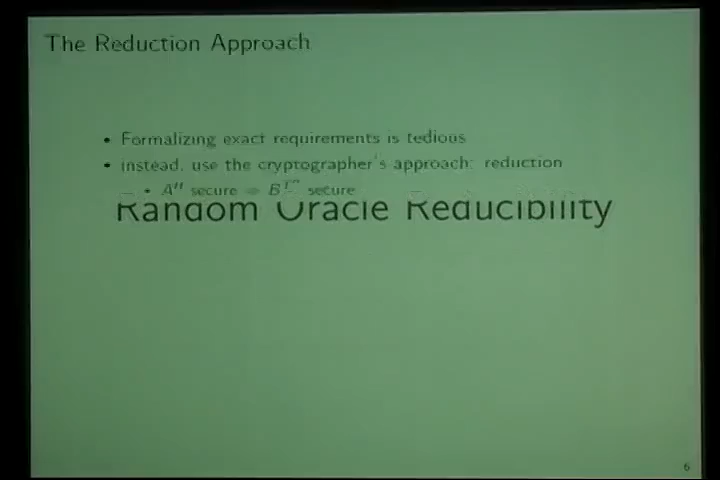 The Reduction Approach
• Formalizing exact requirements is tedious
• instead, use the cryptographer's approach: reduction
• A^H secure ⇒ B^{T^H} secure
Random Oracle Reducibility
6